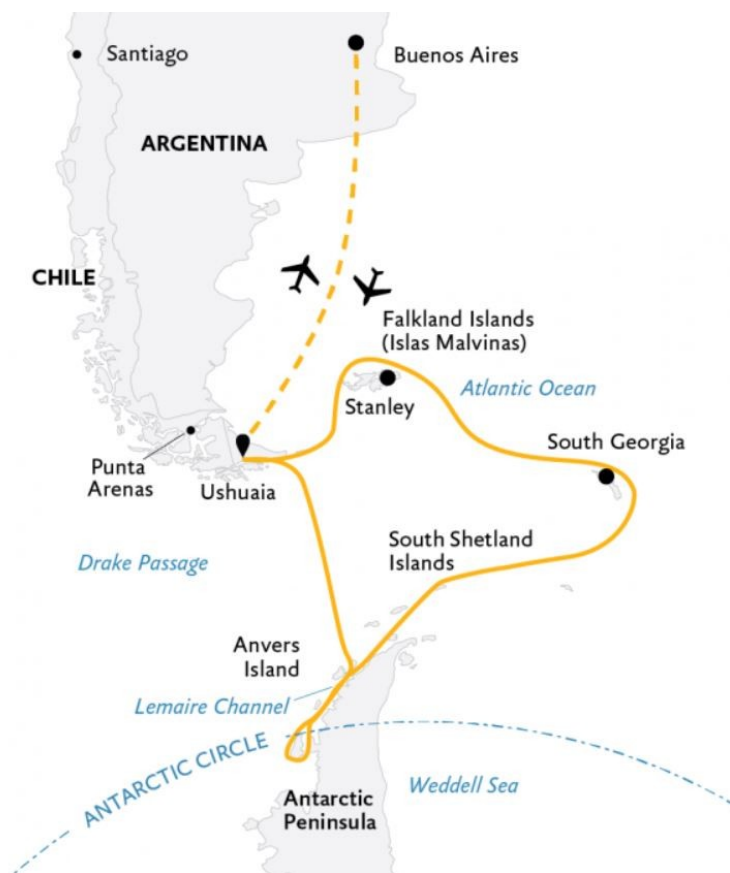 Santiago
Buenos Aires
ARGENTINA
CHILE
Falkland Islands
(Islas Malvinas)
Atlantic Ocean
Stanley
South Georgia
Punta
Arenas
Ushuaia
South Shetland
Islands
Drake Passage
Anvers
Island
Lemaire Channel
ANTARCTIC CIRCLE
Weddell Sea
Antarctic
Peninsula